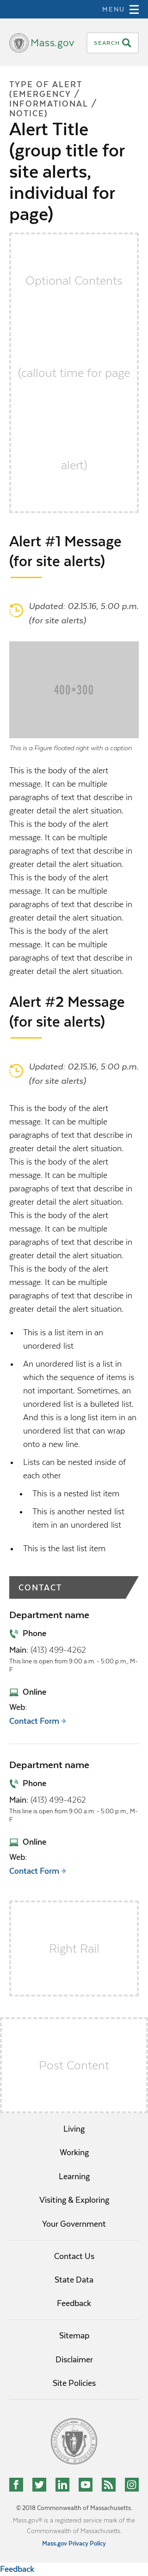 MENU
Mass.gov
SEARCH
TYPE OF ALERT
(EMERGENCY /
INFORMATIONAL /
NOTICE)
Alert Title
(group title for
site alerts,
individual for
page)
Optional Contents
(callout time for page
alert)
Alert #1 Message
(for site alerts)
Updated: 02.15.16, 5:00 p.m.
(for site alerts)
400×300
This is a Figure floated right with a caption
This is the body of the alert
message. It can be multiple
paragraphs of text that describe in
great detail the alert situation.
This is the body of the alert
message. It can be multiple
paragraphs of text that describe in
great detail the alert situation.
This is the body of the alert
message. It can be multiple
paragraphs of text that describe in
great detail the alert situation.
This is the body of the alert
message. It can be multiple
paragraphs of text that describe in
great detail the alert situation.
Alert #2 Message
(for site alerts)
Updated: 02.15.16, 5:00 p.m.
(for site alerts)
This is the body of the alert
message. It can be multiple
paragraphs of text that describe in
great detail the alert situation.
This is the body of the alert
message. It can be multiple
paragraphs of text that describe in
great detail the alert situation.
This is the body of the alert
message. It can be multiple
paragraphs of text that describe in
great detail the alert situation.
This is the body of the alert
message. It can be multiple
paragraphs of text that describe in
great detail the alert situation.
• This is a list item in an
unordered list
• An unordered list is a list in
which the sequence of items is
not important. Sometimes, an
unordered list is a bulleted list.
And this is a long list item in an
unordered list that can wrap
onto a new line.
• Lists can be nested inside of
each other
• This is a nested list item
• This is another nested list
item in an unordered list
• This is the last list item
CONTACT
Department name
Phone
Main: (413) 499-4262
This line is open from 9:00 a.m. - 5:00 p.m., M-
F
Online
Web:
Contact Form
Department name
Phone
Main: (413) 499-4262
This line is open from 9:00 a.m. - 5:00 p.m., M-
F
Online
Web:
Contact Form
Right Rail
Post Content
Living
Working
Learning
Visiting & Exploring
Your Government
Contact Us
State Data
Feedback
Sitemap
Disclaimer
Site Policies
© 2018 Commonwealth of Massachusetts.
Mass.gov® is a registered service mark of the
Commonwealth of Massachusetts.
Mass.gov Privacy Policy
Feedback